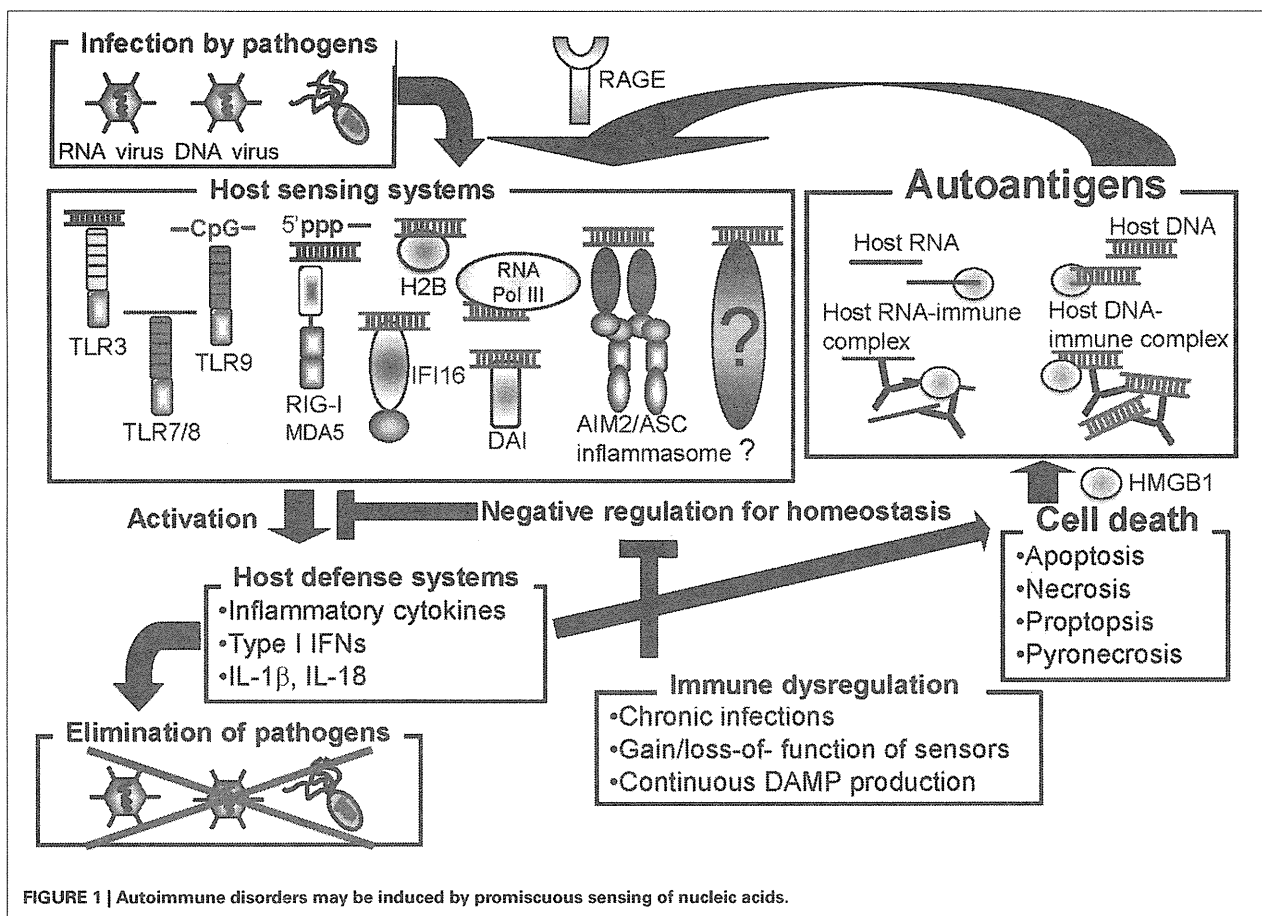 Infection by pathogens
RNA virus DNA virus
RAGE
Host sensing systems
TLR3
–CpG–
TLR9
TLR7/8
5'ppp
RIG-I
MDA5
H2B
IFI16
RNA
Pol III
DAI
AIM2/ASC
inflammasome
?
?
Autoantigens
Host RNA
Host DNA
Host RNA-immune
complex
Host DNA-
immune complex
HMGB1
Activation
Negative regulation for homeostasis
Cell death
•Apoptosis
•Necrosis
•Proptopsis
•Pyronecrosis
Host defense systems
•Inflammatory cytokines
•Type I IFNs
•IL-1β, IL-18
Immune dysregulation
•Chronic infections
•Gain/loss-of- function of sensors
•Continuous DAMP production
Elimination of pathogens
FIGURE 1 | Autoimmune disorders may be induced by promiscuous sensing of nucleic acids.